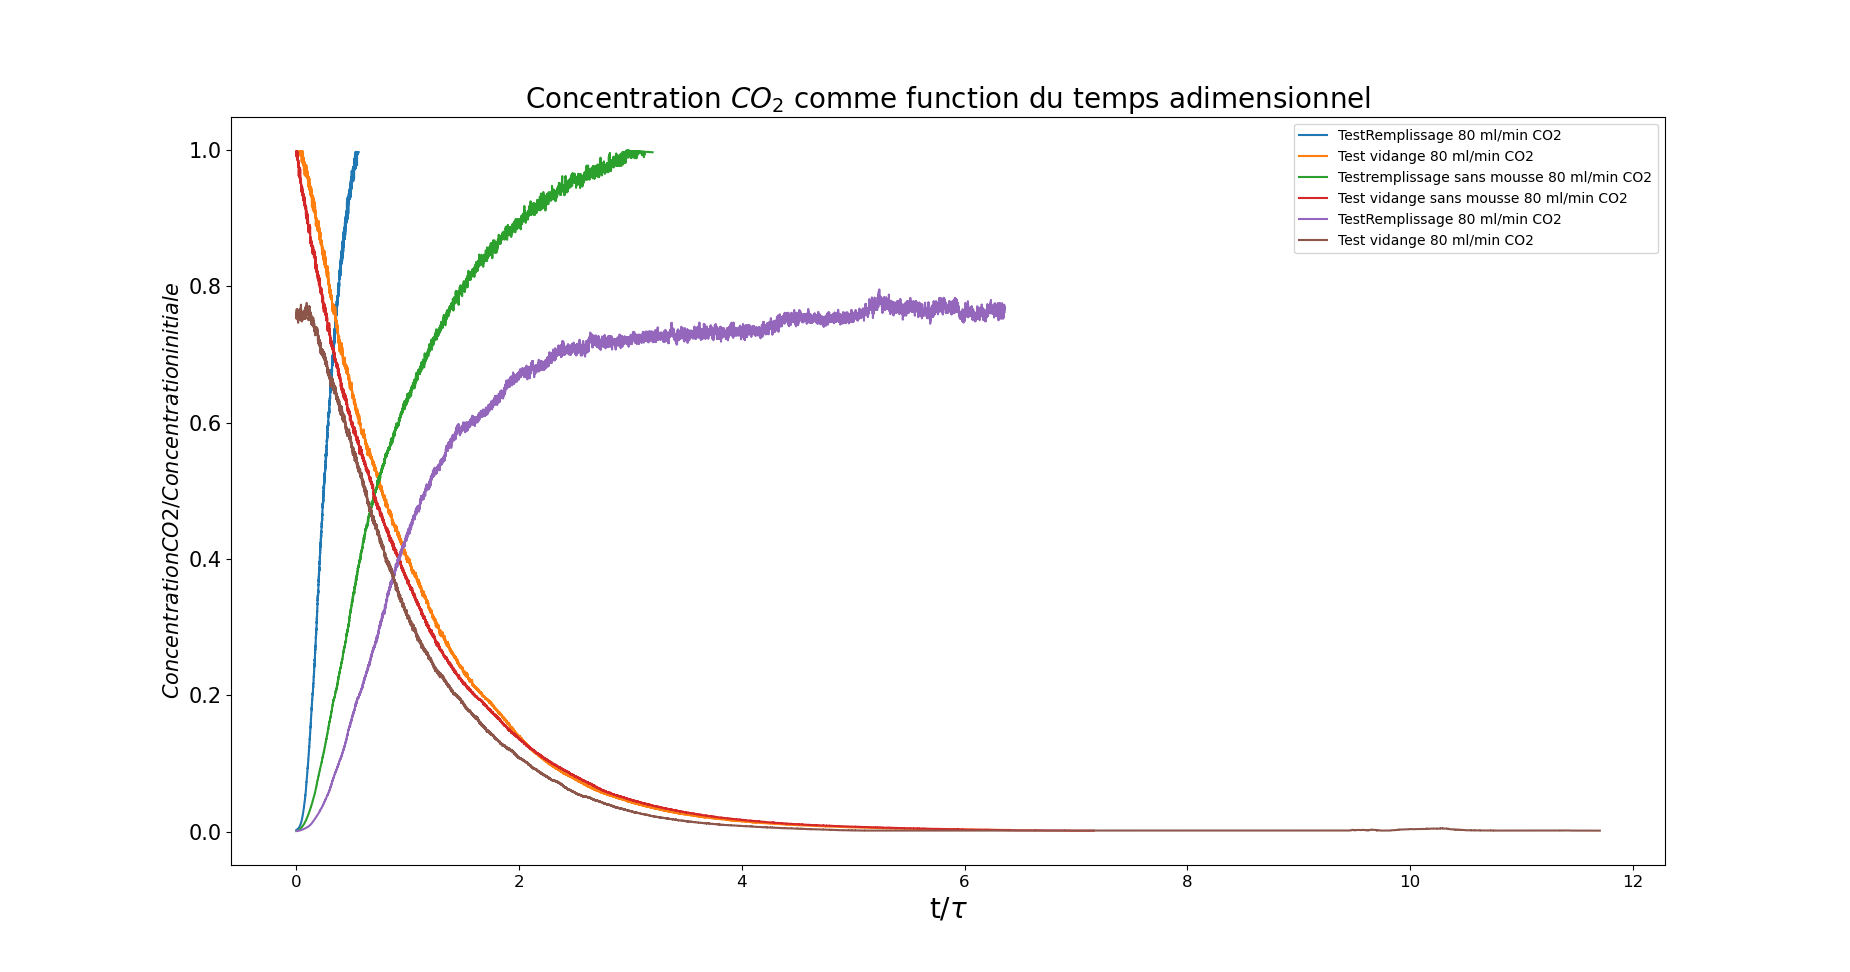 Concentration CO2 comme function du temps adimensionnel
TestRemplissage 80 ml/min CO2
Test vidange 80 ml/min CO2
Testremplissage sans mousse 80 ml/min CO2
Test vidange sans mousse 80 ml/min CO2
TestRemplissage 80 ml/min CO2
Test vidange 80 ml/min CO2
ConcentrationCO2/Concentrationinitiale
1.0
0.8
0.6
0.4
0.2
0.0
0 2 4 6 8 10 12
t/τ